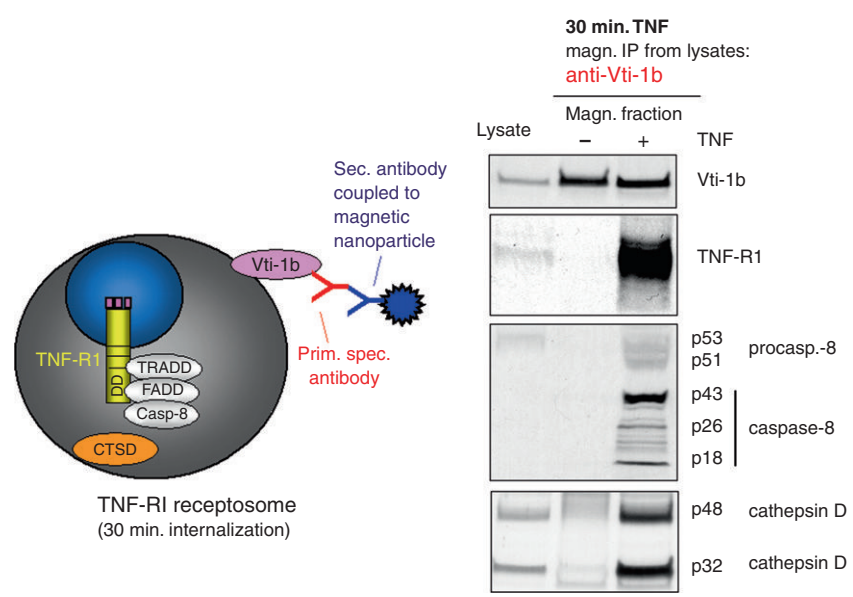 30 min. TNF
magn. IP from lysates:
anti-Vti-1b
Magn. fraction
Lysate
– + TNF
Vti-1b
TNF-R1
p53
p51
procasp.-8
p43
p26
p18
caspase-8
p48 cathepsin D
p32 cathepsin D
Sec. antibody
coupled to
magnetic
nanoparticle
Vti-1b
Prim. spec.
antibody
TNF-R1
DD
TRADD
FADD
Casp-8
CTSD
TNF-RI receptosome
(30 min. internalization)